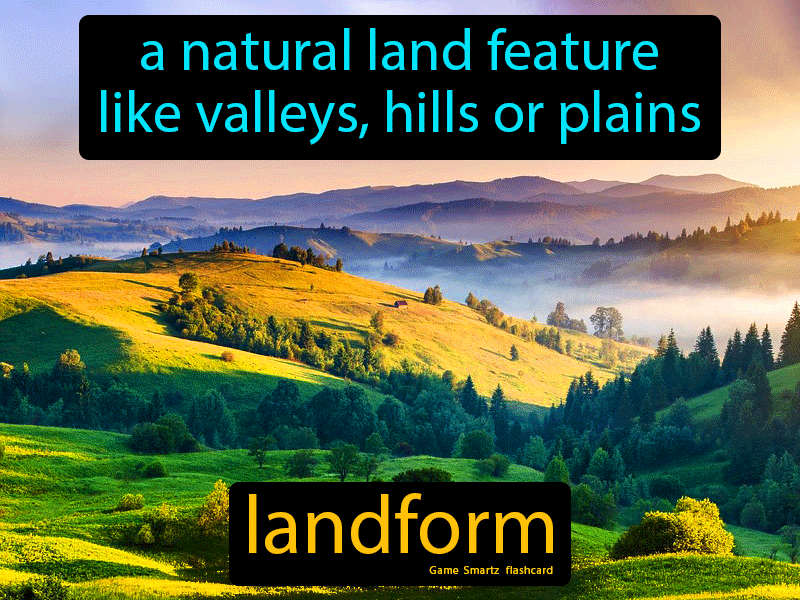 a natural land feature
like valleys, hills or plains
landform
Game Smartz flashcard